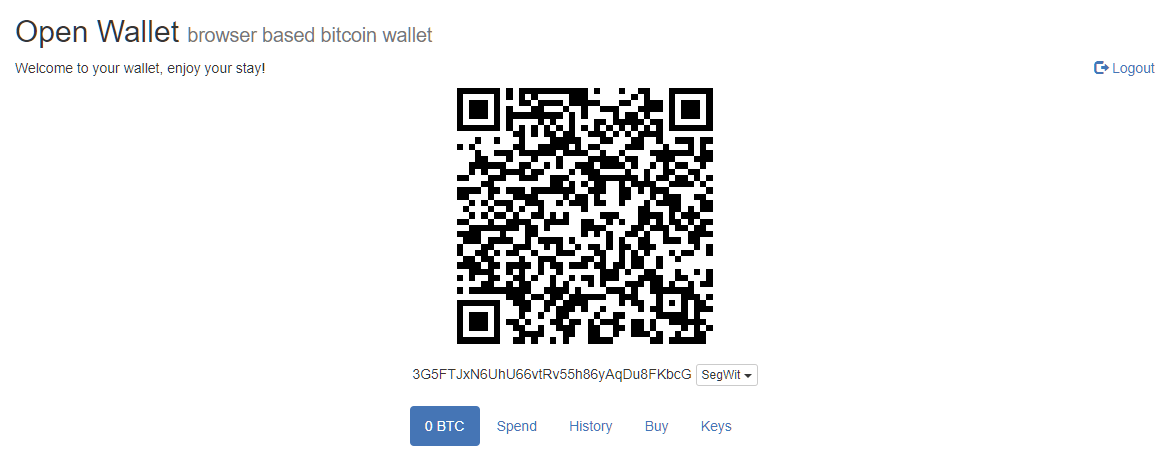 Open Wallet browser based bitcoin wallet
Welcome to your wallet, enjoy your stay!
Logout
3G5FTJxN6UhU66vtRv55h86yAqDu8FKbcG SegWit
0 BTC Spend History Buy Keys